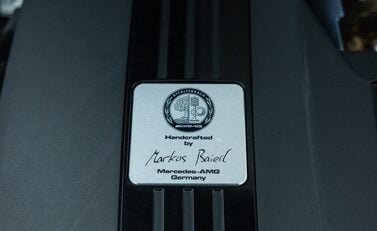 Handcrafted
by
Markus Baierl
Mercedes-AMG
Germany